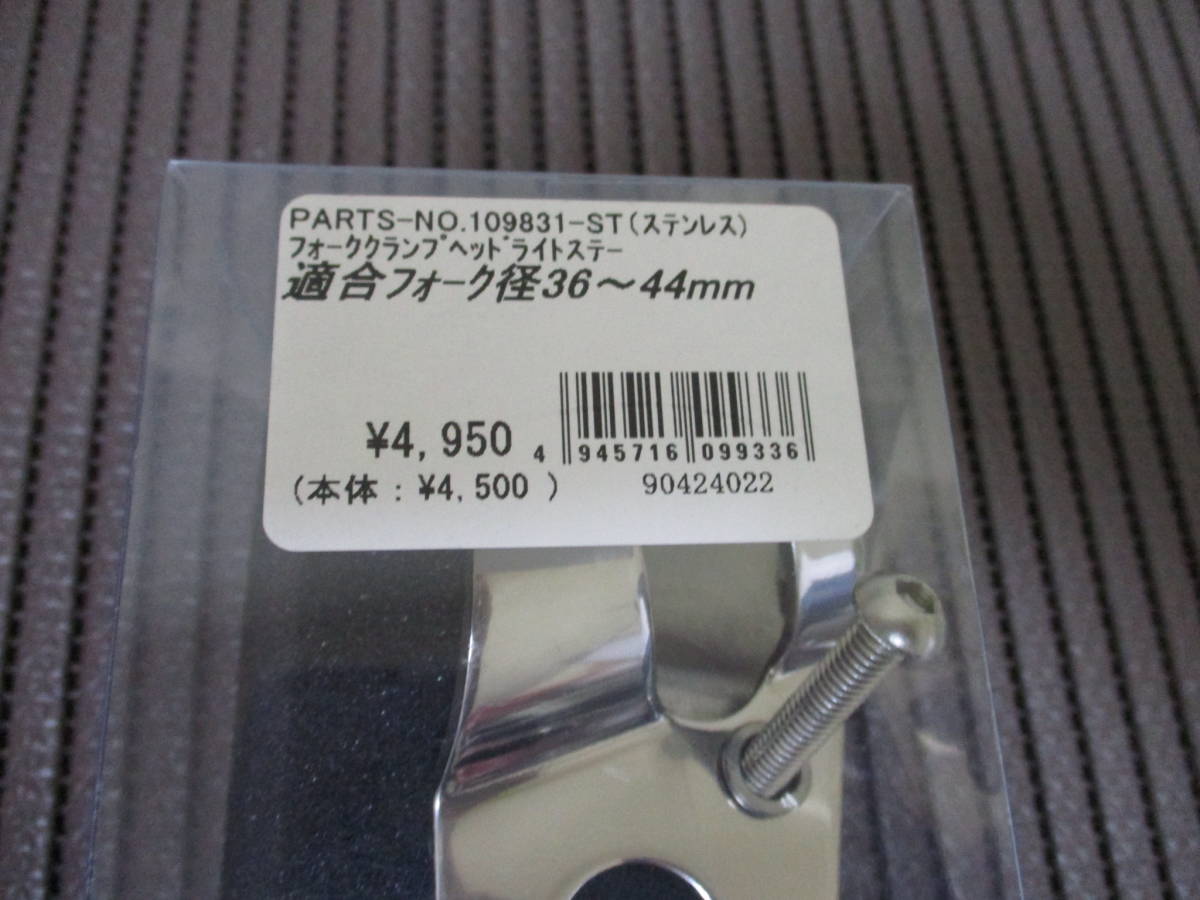 PARTS-NO.109831-ST(ステンレス)
フォーククランプヘッドライトステー
適合フォーク径36～44mm
¥4,950
4 945716 099336
(本体：¥4,500 )
90424022